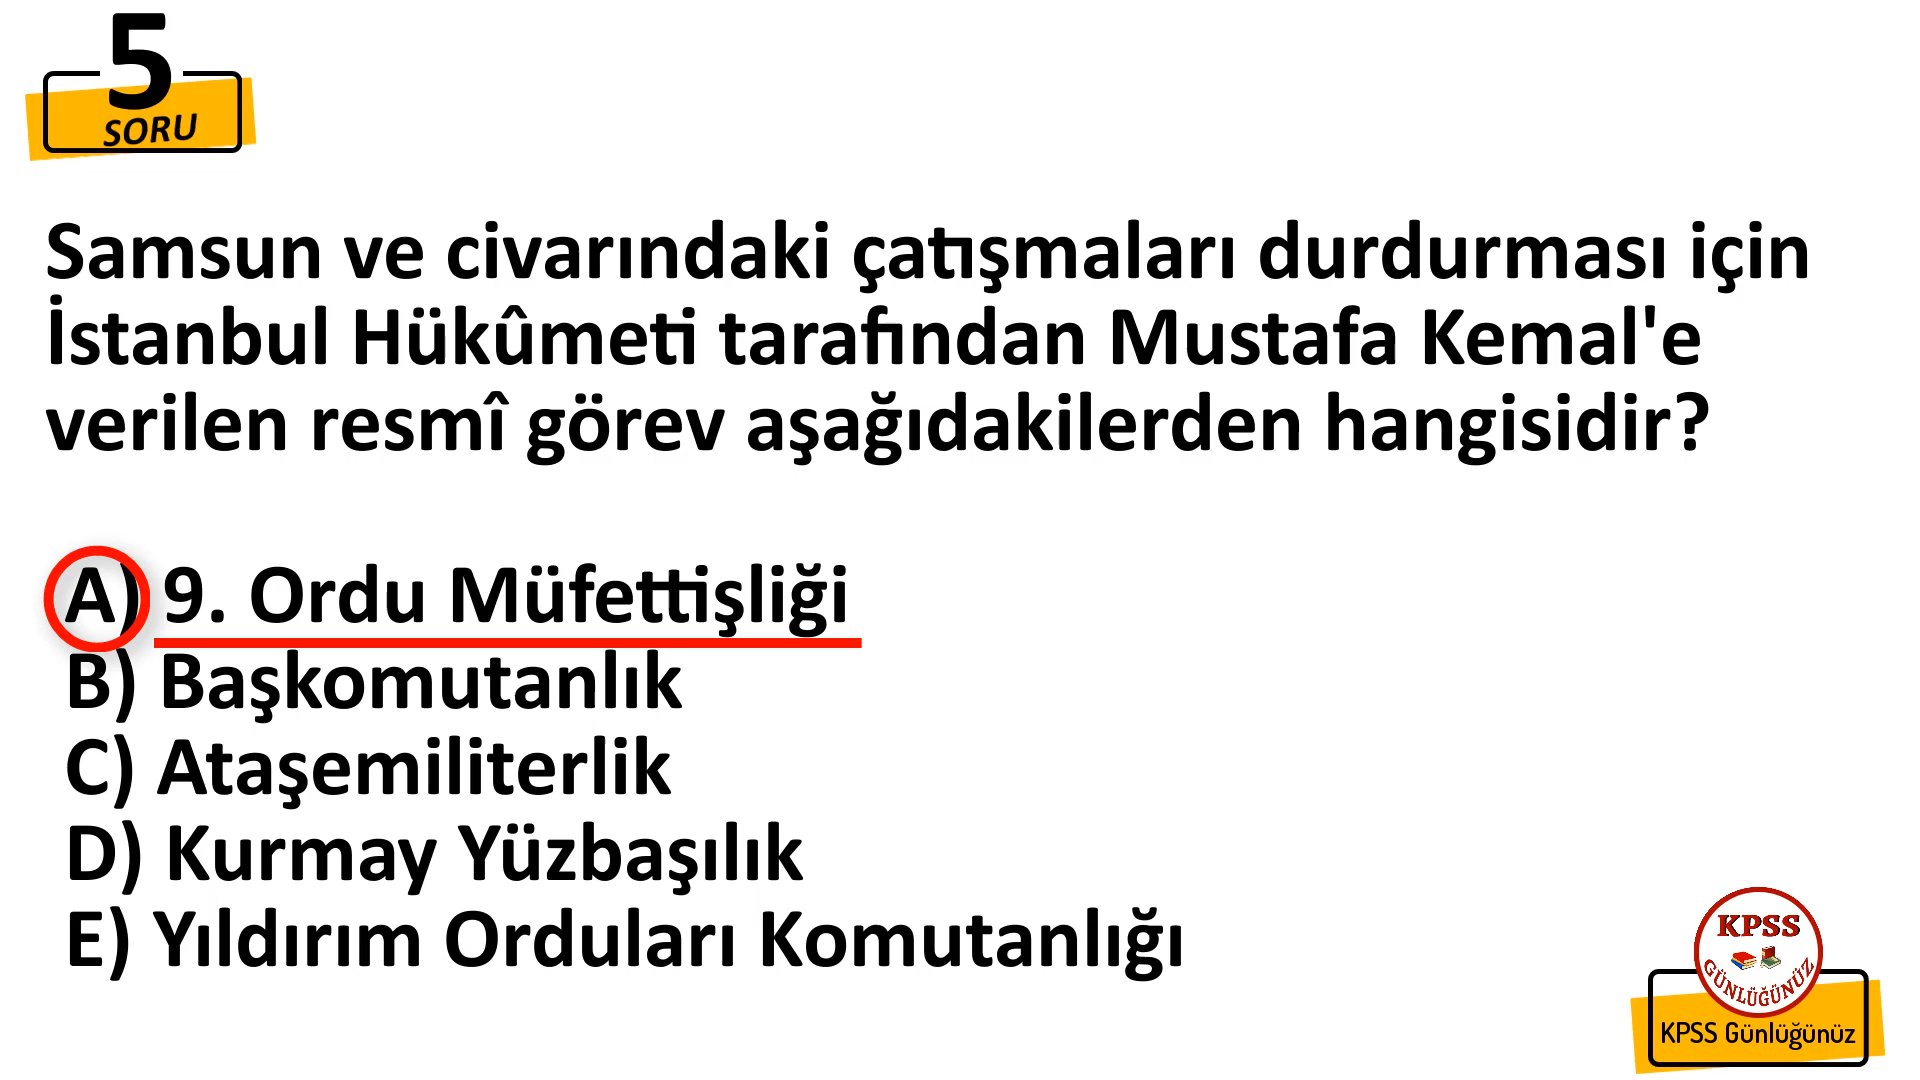 5
SORU
Samsun ve civarındaki çatışmaları durdurması için
İstanbul Hükûmeti tarafından Mustafa Kemal'e
verilen resmî görev aşağıdakilerden hangisidir?
A) 9. Ordu Müfettişliği
B) Başkomutanlık
C) Ataşemiliterlik
D) Kurmay Yüzbaşılık
E) Yıldırım Orduları Komutanlığı
KPSS
GÜNLÜĞÜNÜZ
KPSS Günlüğünüz